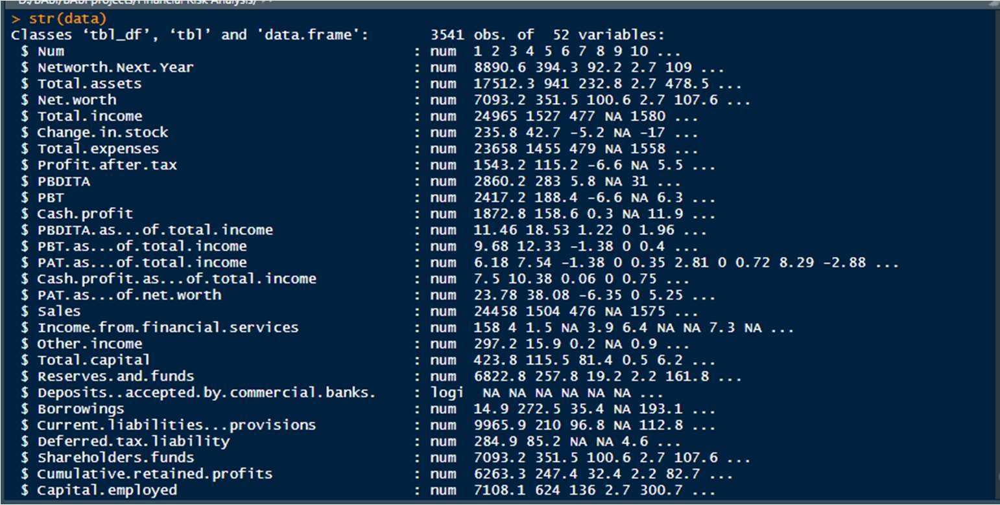 D:/BABI/BABI projects/Financial Risk Analysis/
> str(data)
Classes ‘tbl_df’, ‘tbl’ and 'data.frame': 3541 obs. of 52 variables:
$ Num : num 1 2 3 4 5 6 7 8 9 10 ...
$ Networth.Next.Year : num 8890.6 394.3 92.2 2.7 109 ...
$ Total.assets : num 17512.3 941 232.8 2.7 478.5 ...
$ Net.worth : num 7093.2 351.5 100.6 2.7 107.6 ...
$ Total.income : num 24965 1527 477 NA 1580 ...
$ Change.in.stock : num 235.8 42.7 -5.2 NA -17 ...
$ Total.expenses : num 23658 1455 479 NA 1558 ...
$ Profit.after.tax : num 1543.2 115.2 -6.6 NA 5.5 ...
$ PBDITA : num 2860.2 283 5.8 NA 31 ...
$ PBT : num 2417.2 188.4 -6.6 NA 6.3 ...
$ Cash.profit : num 1872.8 158.6 0.3 NA 11.9 ...
$ PBDITA.as...of.total.income : num 11.46 18.53 1.22 0 1.96 ...
$ PBT.as...of.total.income : num 9.68 12.33 -1.38 0 0.4 ...
$ PAT.as...of.total.income : num 6.18 7.54 -1.38 0 0.35 2.81 0 0.72 8.29 -2.88 ...
$ Cash.profit.as...of.total.income : num 7.5 10.38 0.06 0 0.75 ...
$ PAT.as...of.net.worth : num 23.78 38.08 -6.35 0 5.25 ...
$ Sales : num 24458 1504 476 NA 1575 ...
$ Income.from.financial.services : num 158 4 1.5 NA 3.9 6.4 NA NA 7.3 NA ...
$ Other.income : num 297.2 15.9 0.2 NA 0.9 ...
$ Total.capital : num 423.8 115.5 81.4 0.5 6.2 ...
$ Reserves.and.funds : num 6822.8 257.8 19.2 2.2 161.8 ...
$ Deposits..accepted.by.commercial.banks. : logi NA NA NA NA NA NA ...
$ Borrowings : num 14.9 272.5 35.4 NA 193.1 ...
$ Current.liabilities...provisions : num 9965.9 210 96.8 NA 112.8 ...
$ Deferred.tax.liability : num 284.9 85.2 NA NA 4.6 ...
$ Shareholders.funds : num 7093.2 351.5 100.6 2.7 107.6 ...
$ Cumulative.retained.profits : num 6263.3 247.4 32.4 2.2 82.7 ...
$ Capital.employed : num 7108.1 624 136 2.7 300.7 ...